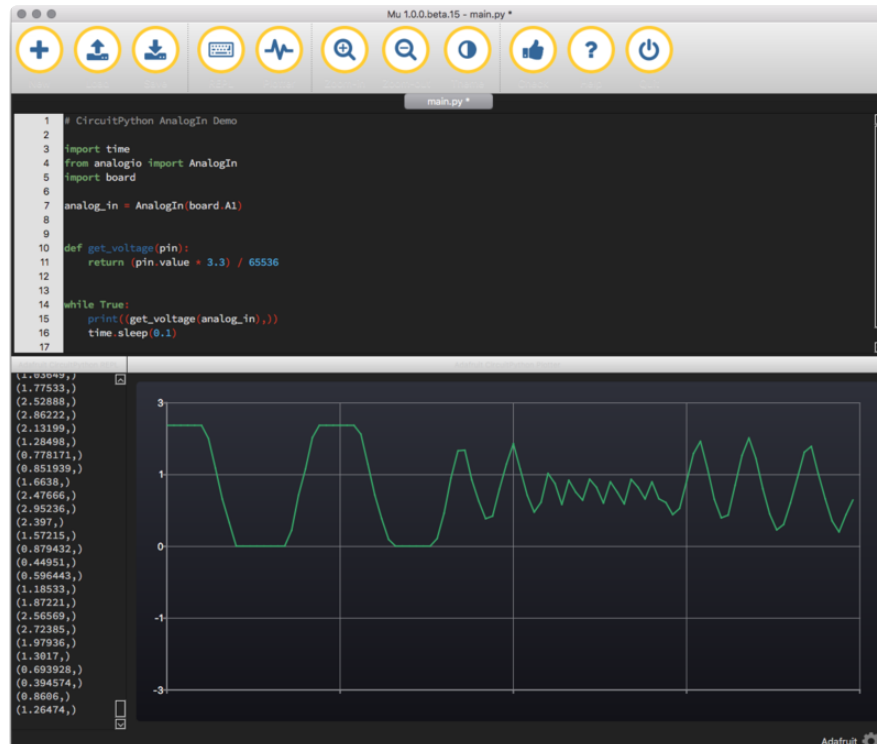 Mu 1.0.0.beta.15 - main.py *
main.py *
1 # CircuitPython AnalogIn Demo
2
3 import time
4 from analogio import AnalogIn
5 import board
6
7 analog_in = AnalogIn(board.A1)
8
9
10 def get_voltage(pin):
11     return (pin.value * 3.3) / 65536
12
13
14 while True:
15     print((get_voltage(analog_in),))
16     time.sleep(0.1)
17
(1.03649,)
(1.77533,)
(2.52888,)
(2.86222,)
(2.13199,)
(1.28498,)
(0.778171,)
(0.851939,)
(1.6638,)
(2.47666,)
(2.95236,)
(2.397,)
(1.57215,)
(0.879432,)
(0.44951,)
(0.596443,)
(1.18533,)
(1.87221,)
(2.56569,)
(2.72385,)
(1.97936,)
(1.3017,)
(0.693928,)
(0.394574,)
(0.8606,)
(1.26474,)
3
1
0
-1
-3
Adafruit